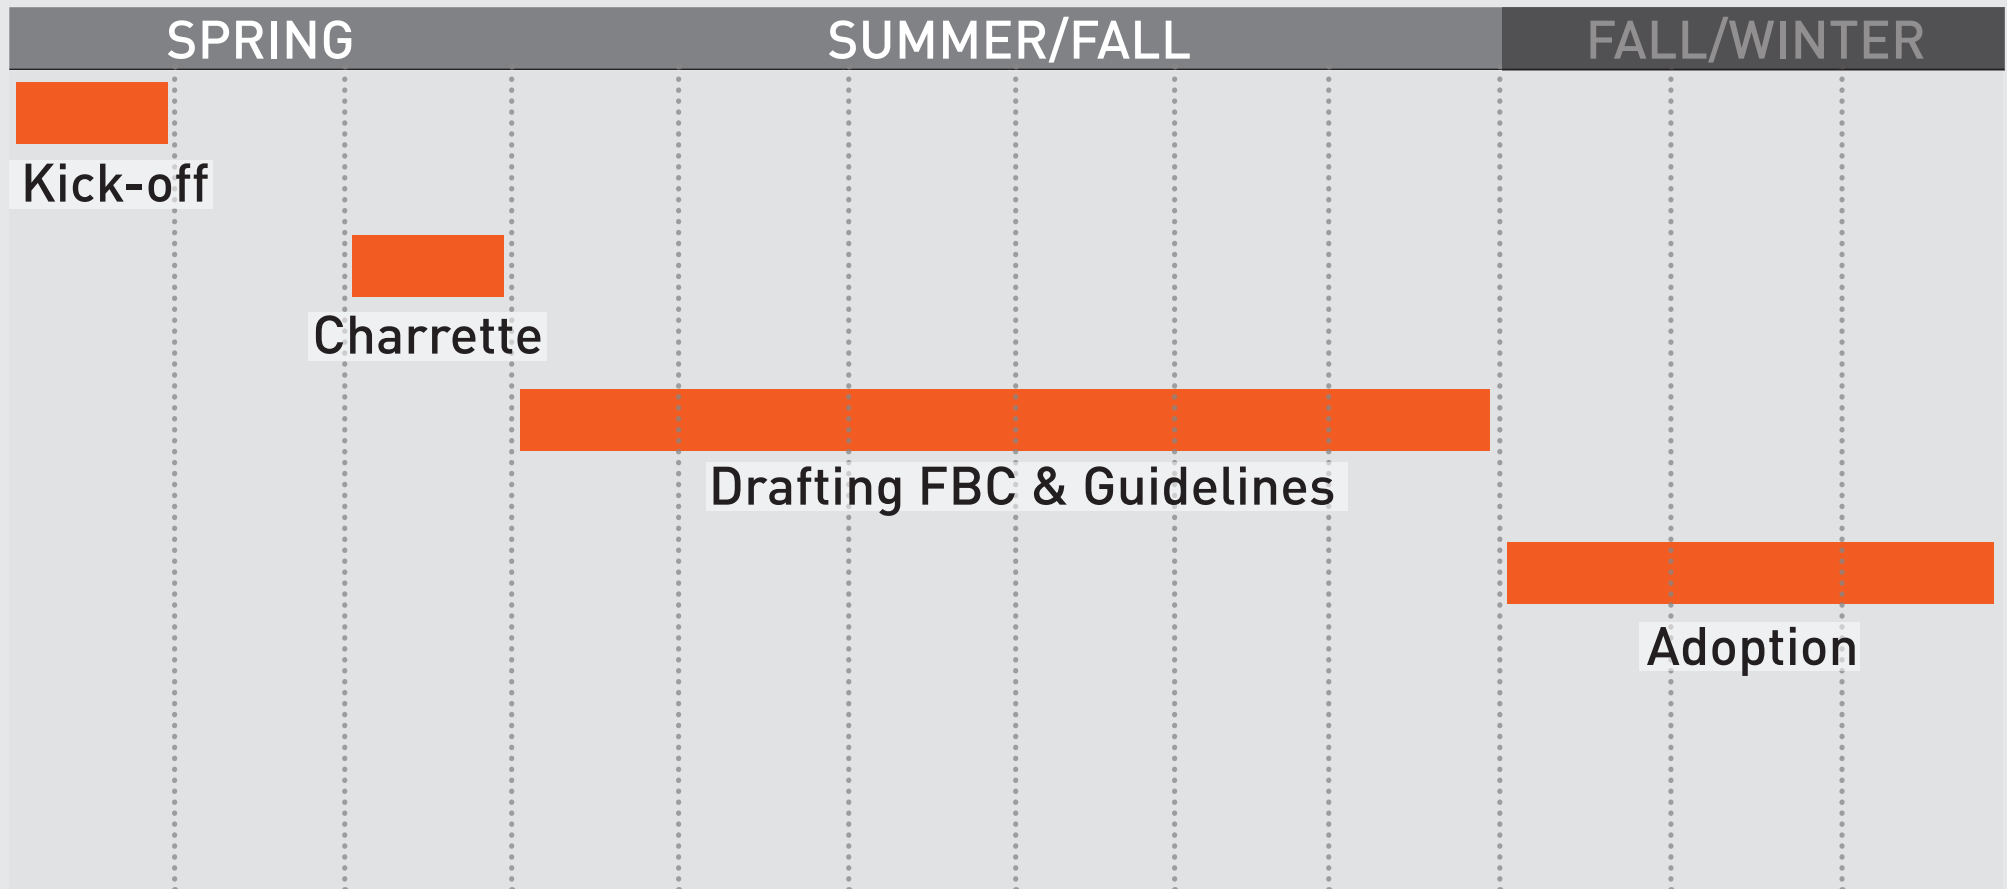 SPRING SUMMER/FALL FALL/WINTER
Kick-off
Charrette
Drafting FBC & Guidelines
Adoption